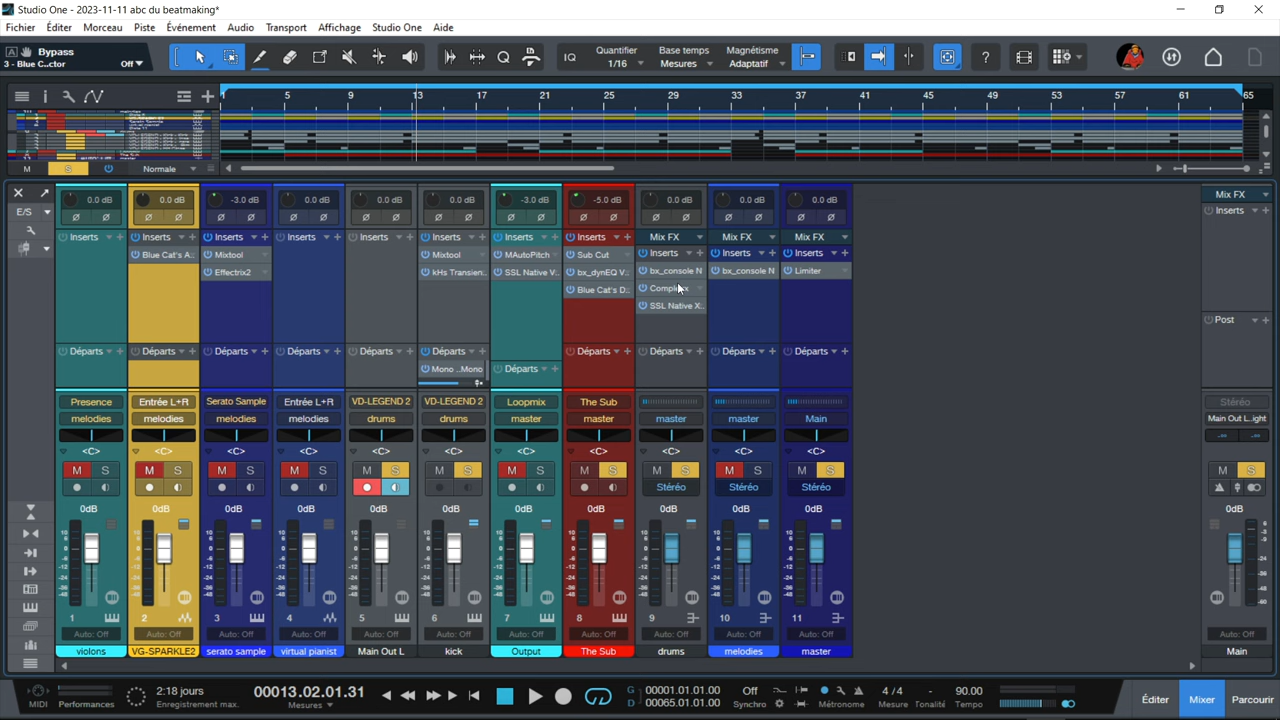 Studio One - 2023-11-11 abc du beatmaking*
Fichier Éditer Morceau Piste Événement Audio Transport Affichage Studio One Aide
Bypass
3 - Blue C..ctor Off
IQ Quantifier 1/16 Base temps Mesures Magnétisme Adaptatif ?
5 9 13 17 21 25 29 33 37 41 45 49 53 57 61 65
M S Normale
E/S 0.0 dB 0.0 dB -3.0 dB 0.0 dB 0.0 dB 0.0 dB -3.0 dB -5.0 dB 0.0 dB 0.0 dB 0.0 dB Mix FX
Inserts Inserts Inserts Inserts Inserts Inserts Inserts Inserts Mix FX Mix FX Mix FX Inserts
Blue Cat's A.. Mixtool Mixtool MAutoPitch Sub Cut Inserts Inserts Inserts
Effectrix2 kHs Transien.. SSL Native V.. bx_dynEQ V.. bx_console N bx_console N Limiter
Blue Cat's D.. SSL Native X..
Post
Départs Départs Départs Départs Départs Départs Départs Départs Départs Départs
Mono ..Mono Départs
Presence Entrée L+R Serato Sample Entrée L+R VD-LEGEND 2 VD-LEGEND 2 Loopmix The Sub Stéréo
melodies melodies melodies melodies drums drums master master master master Main Main Out L..ight
<C> <C> <C> <C> <C> <C> <C> <C> <C> <C> <C>
M S M S M S M S M S M S M S M S M S M S M S M S
Stéréo Stéréo Stéréo
0dB 0dB 0dB 0dB 0dB 0dB 0dB 0dB 0dB 0dB 0dB 0dB
1 2 3 4 5 6 7 8 9 10 11
Auto: Off Auto: Off Auto: Off Auto: Off Auto: Off Auto: Off Auto: Off Auto: Off Auto: Off Auto: Off Auto: Off Auto: Off
violons VG-SPARKLE2 serato sample virtual pianist Main Out L kick Output The Sub drums melodies master Main
MIDI Performances 2:18 jours Enregistrement max. 00013.02.01.31 Mesures G 00001.01.01.00 D 00065.01.01.00 Off Synchro Métronome 4 / 4 Mesure - Tonalité 90.00 Tempo Éditer Mixer Parcourir